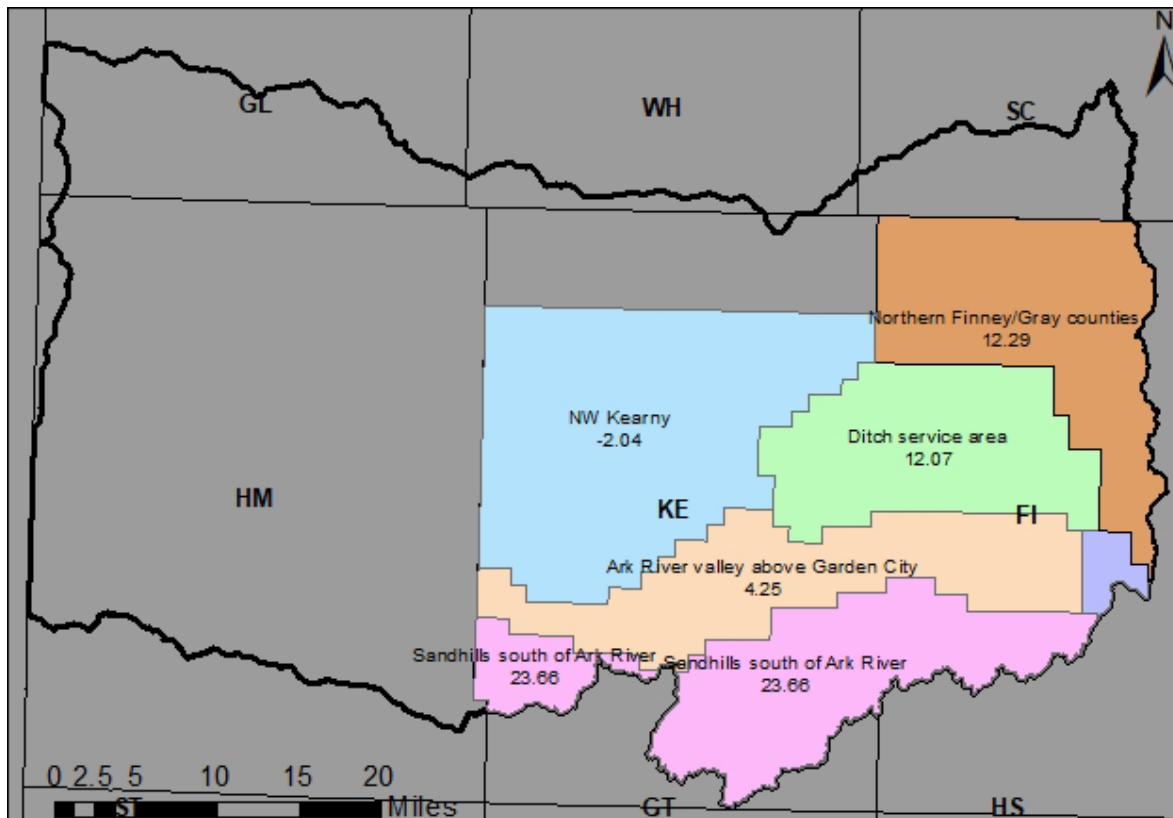 N
GL
WH
SC
Northern Finney/Gray counties
12.29
NW Kearny
-2.04
Ditch service area
12.07
HM
KE
FI
Ark River valley above Garden City
4.25
Sandhills south of Ark River
23.66
Sandhills south of Ark River
23.66
0 2.5 5 10 15 20
Miles
ST
GT
HS